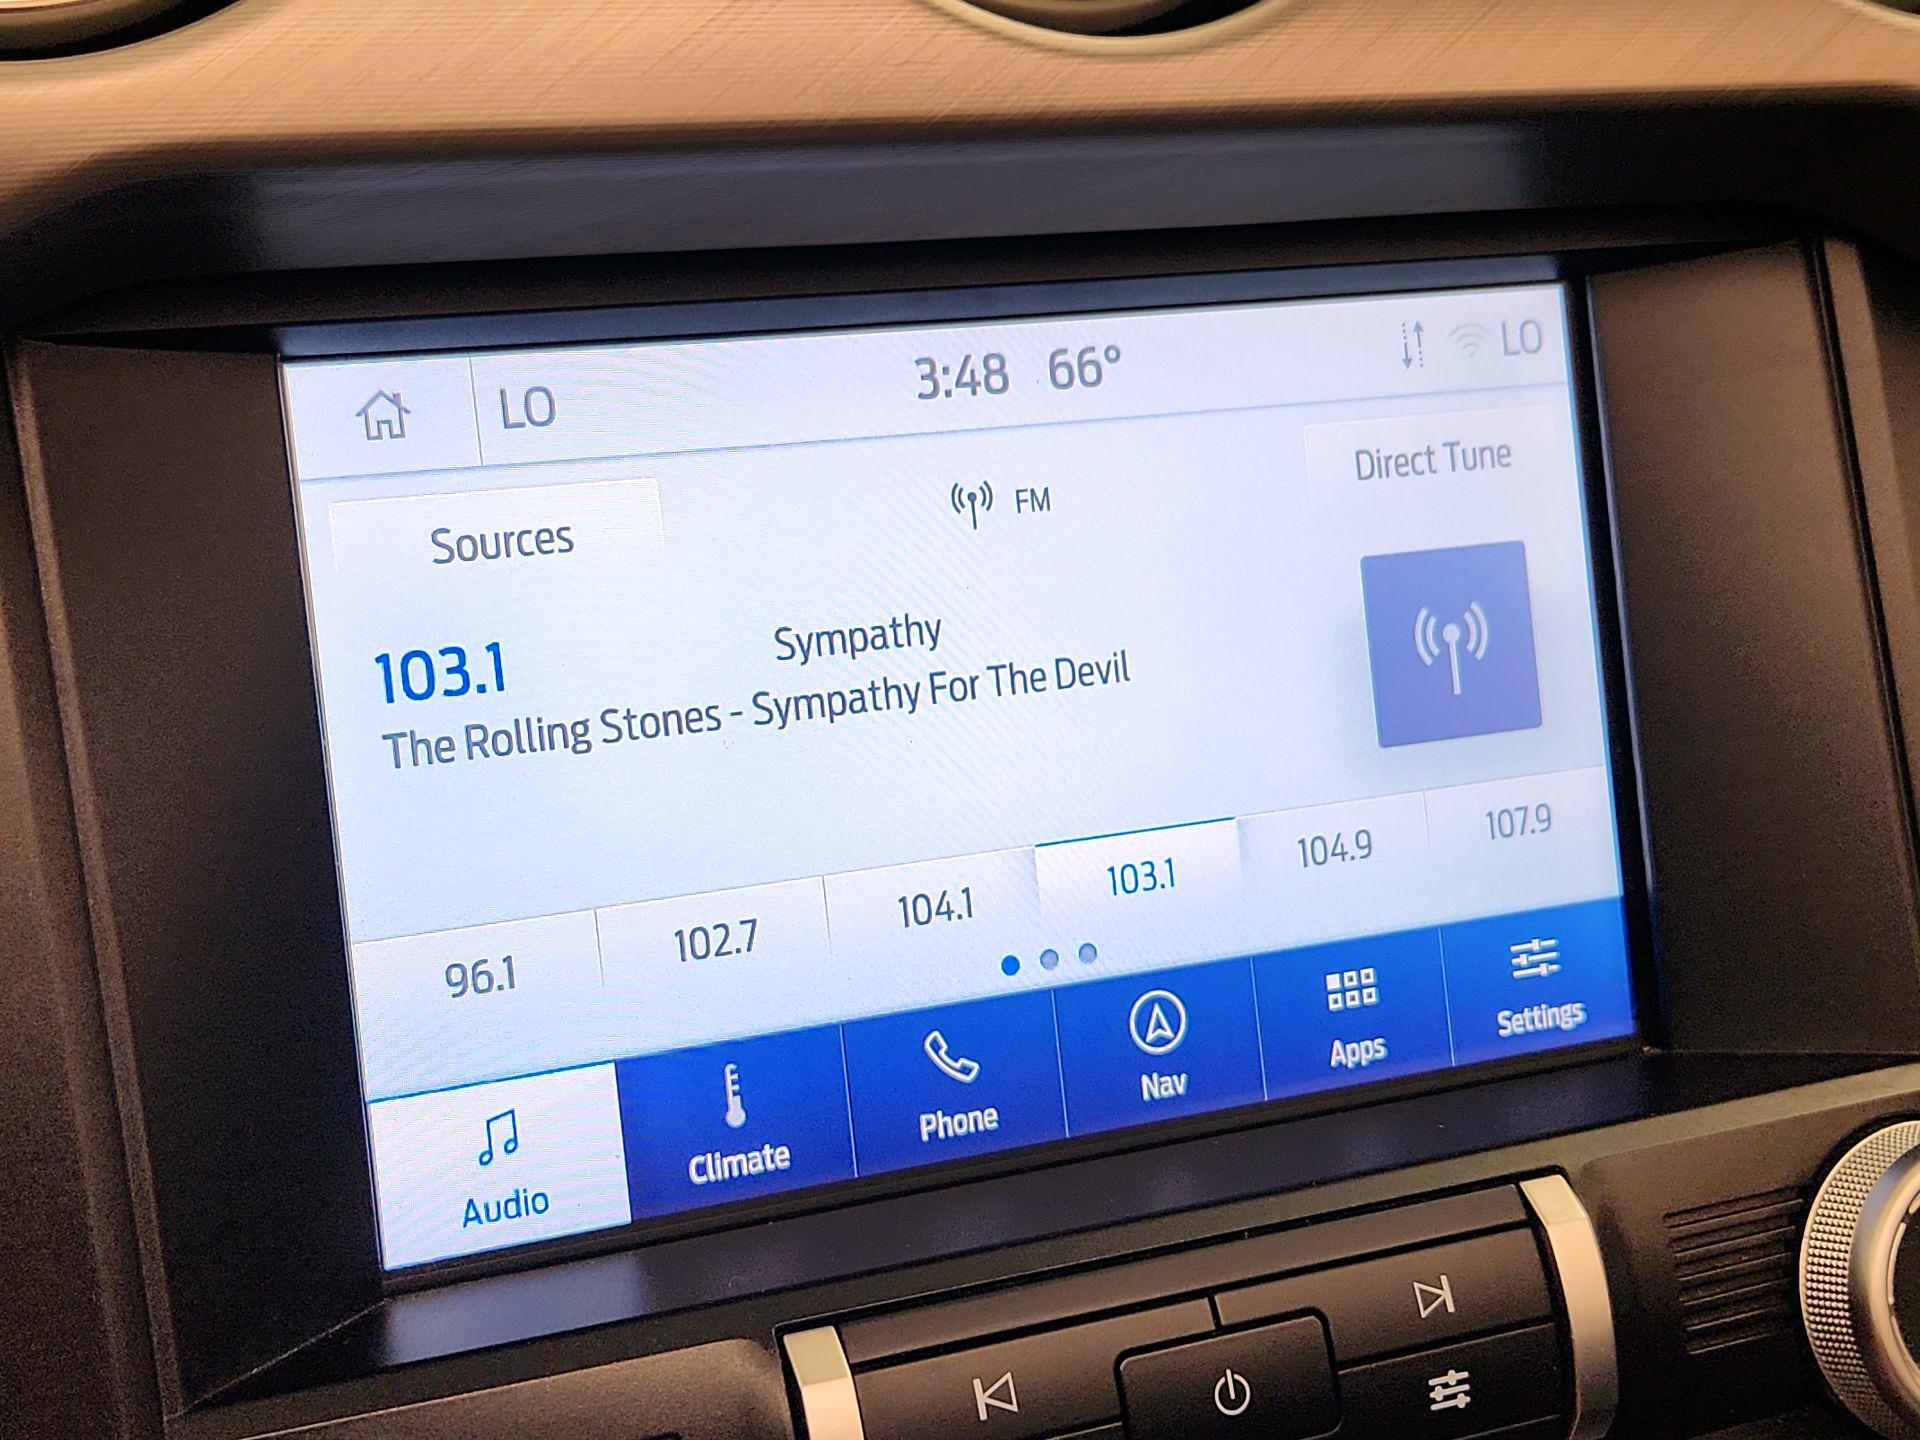 LO 3:48 66° LO
Sources FM Direct Tune
103.1 Sympathy
The Rolling Stones - Sympathy For The Devil
96.1 102.7 104.1 103.1 104.9 107.9
Audio Climate Phone Nav Apps Settings